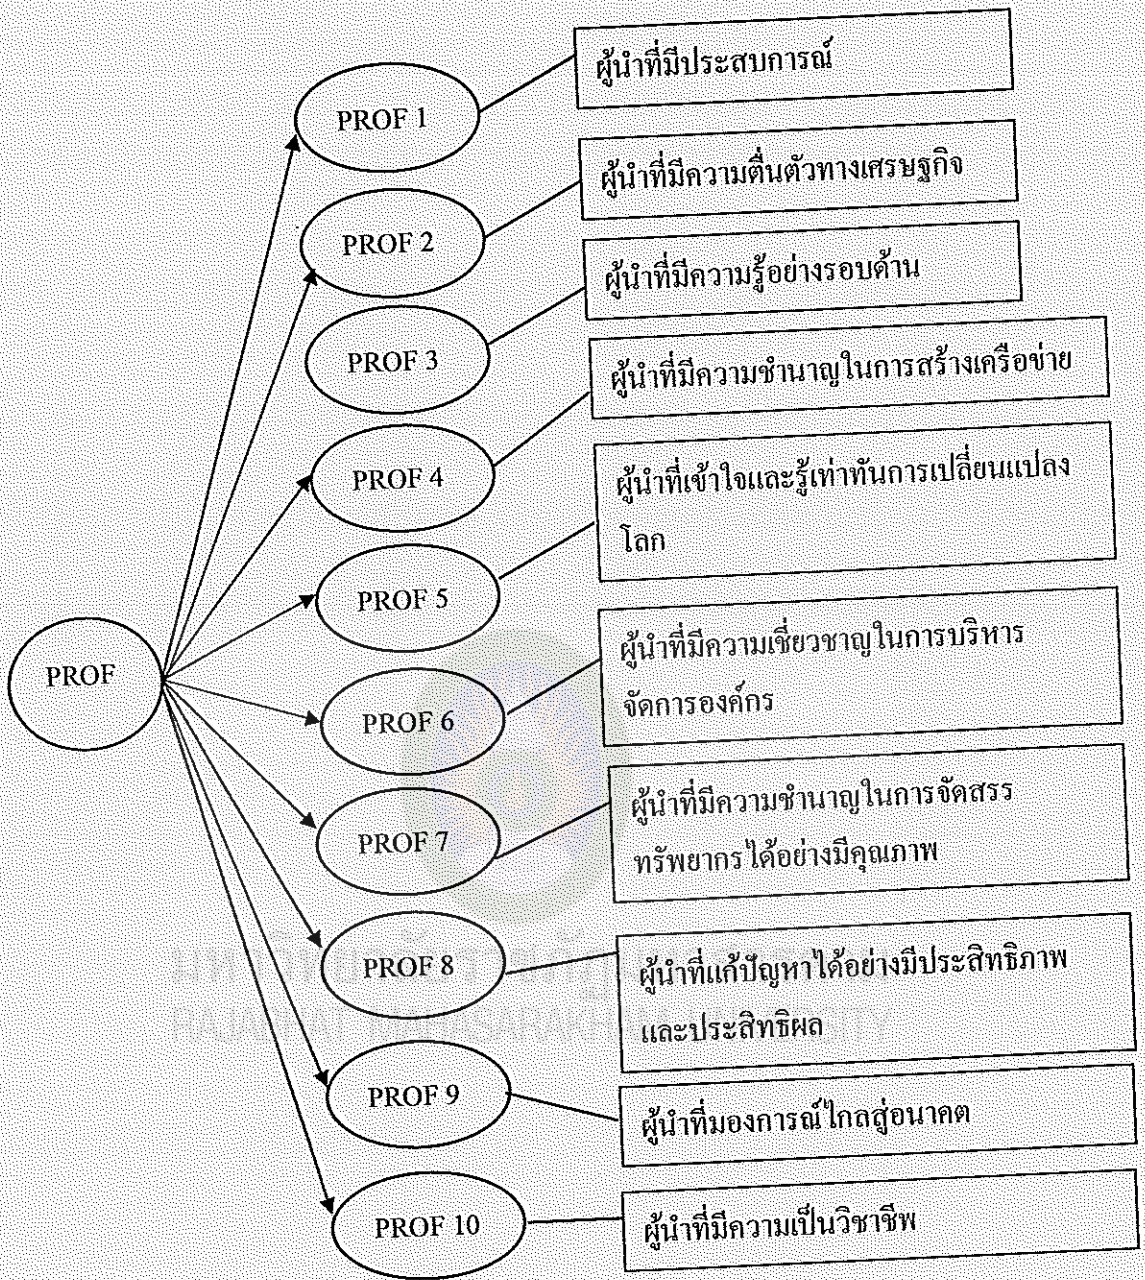 PROF
PROF 1
ผู้นำที่มีประสบการณ์
PROF 2
ผู้นำที่มีความตื่นตัวทางเศรษฐกิจ
PROF 3
ผู้นำที่มีความรู้อย่างรอบด้าน
PROF 4
ผู้นำที่มีความชำนาญในการสร้างเครือข่าย
PROF 5
ผู้นำที่เข้าใจและรู้เท่าทันการเปลี่ยนแปลง
โลก
PROF 6
ผู้นำที่มีความเชี่ยวชาญในการบริหาร
จัดการองค์กร
PROF 7
ผู้นำที่มีความชำนาญในการจัดสรร
ทรัพยากรได้อย่างมีคุณภาพ
PROF 8
ผู้นำที่แก้ปัญหาได้อย่างมีประสิทธิภาพ
และประสิทธิผล
PROF 9
ผู้นำที่มองการณ์ไกลสู่อนาคต
PROF 10
ผู้นำที่มีความเป็นวิชาชีพ